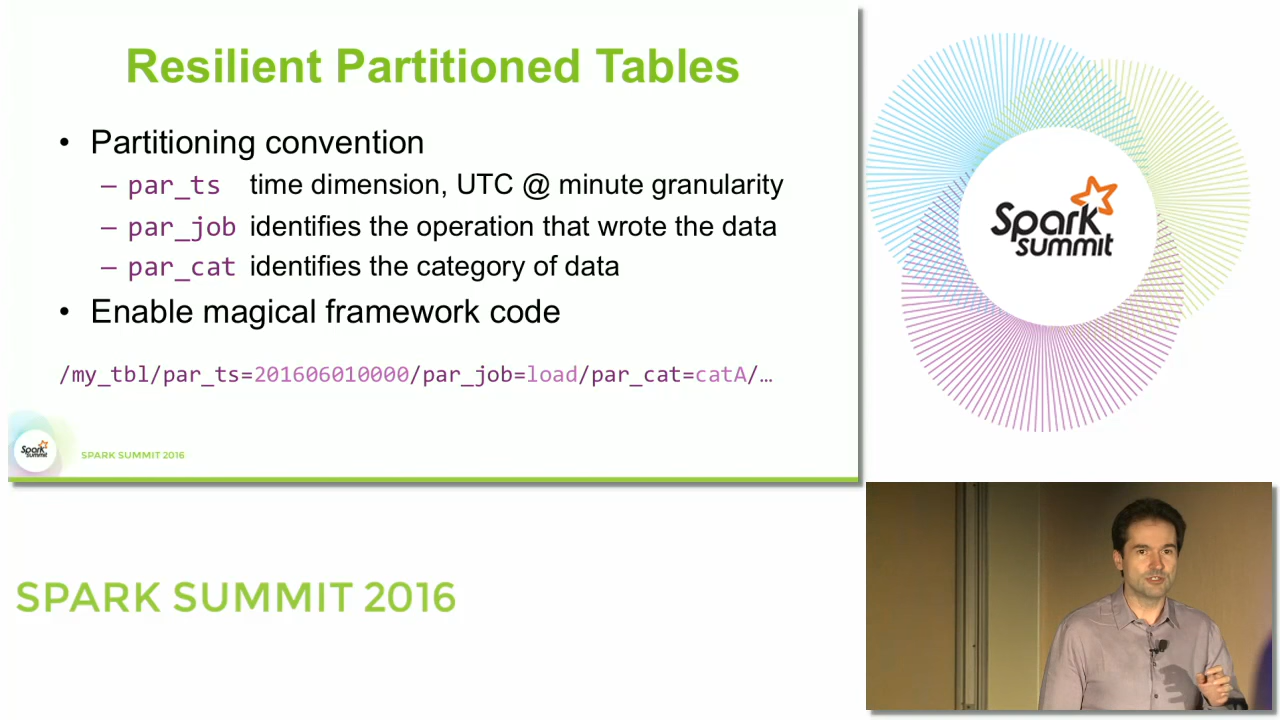 Resilient Partitioned Tables
• Partitioning convention
– par_ts time dimension, UTC @ minute granularity
– par_job identifies the operation that wrote the data
– par_cat identifies the category of data
• Enable magical framework code
/my_tbl/par_ts=201606010000/par_job=load/par_cat=catA/…
Spark
summit
SPARK SUMMIT 2016
Spark
summit
SPARK SUMMIT 2016